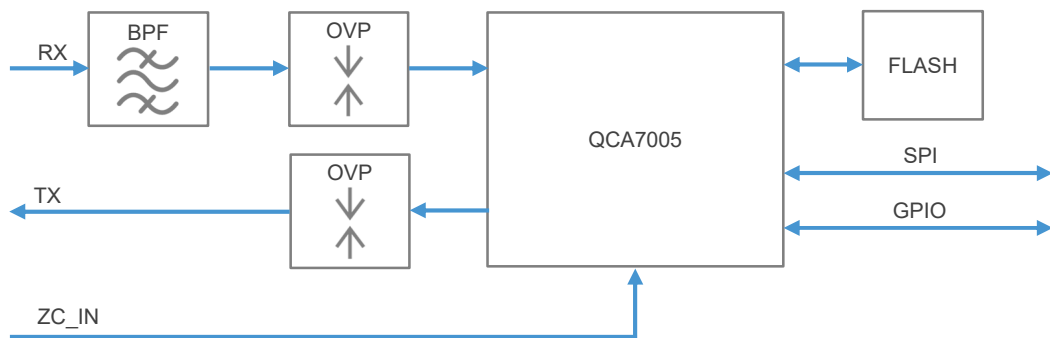 RX
BPF
OVP
QCA7005
FLASH
SPI
GPIO
OVP
TX
ZC_IN